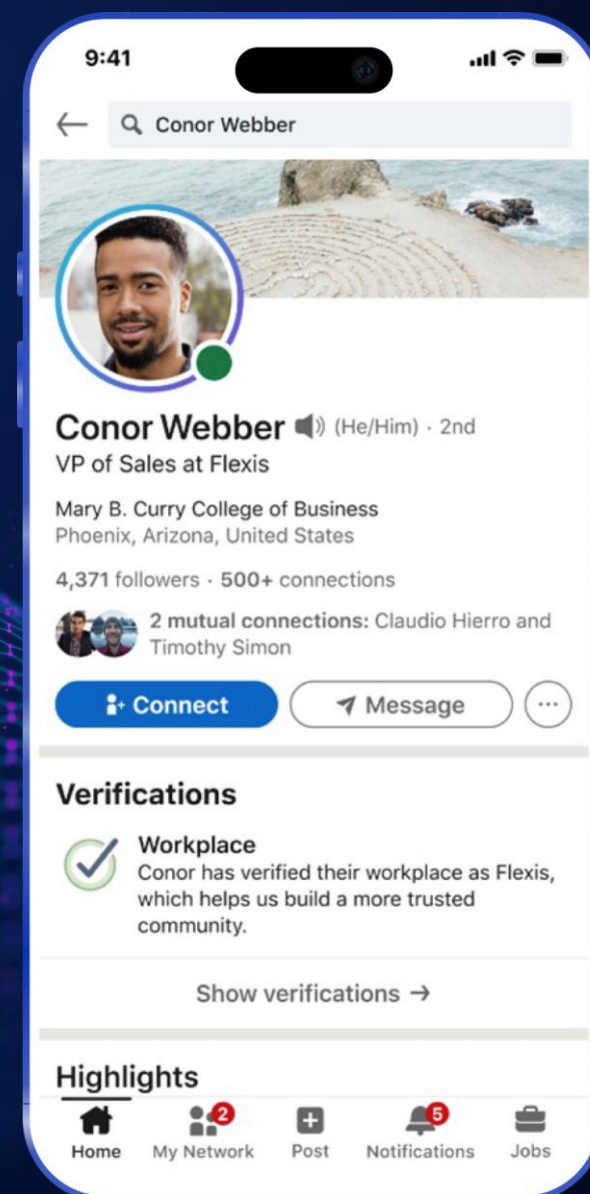 9:41
Conor Webber
Conor Webber (He/Him) · 2nd
VP of Sales at Flexis
Mary B. Curry College of Business
Phoenix, Arizona, United States
4,371 followers · 500+ connections
2 mutual connections: Claudio Hierro and
Timothy Simon
Connect
Message
Verifications
Workplace
Conor has verified their workplace as Flexis,
which helps us build a more trusted
community.
Show verifications →
Highlights
2
5
Home My Network Post Notifications Jobs